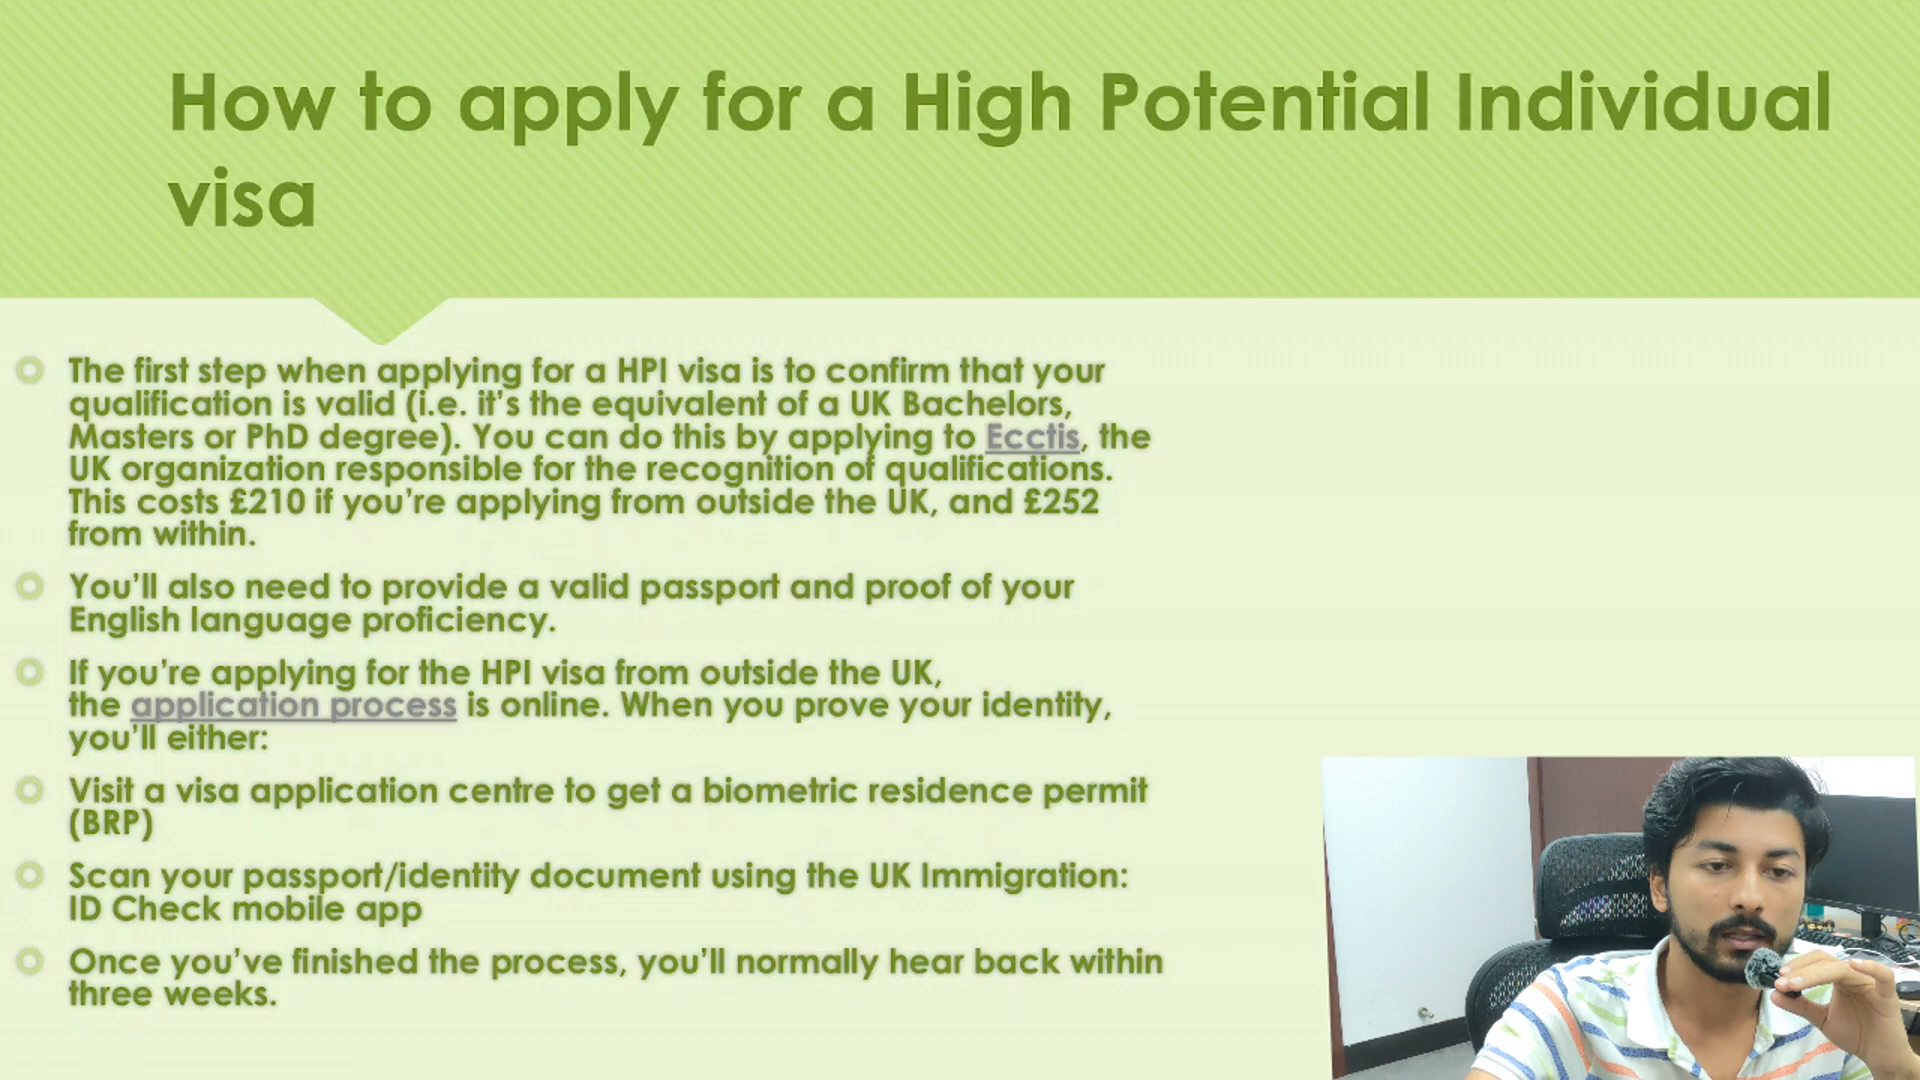 How to apply for a High Potential Individual
visa
The first step when applying for a HPI visa is to confirm that your
qualification is valid (i.e. it’s the equivalent of a UK Bachelors,
Masters or PhD degree). You can do this by applying to Ecctis, the
UK organization responsible for the recognition of qualifications.
This costs £210 if you’re applying from outside the UK, and £252
from within.
You’ll also need to provide a valid passport and proof of your
English language proficiency.
If you’re applying for the HPI visa from outside the UK,
the application process is online. When you prove your identity,
you’ll either:
Visit a visa application centre to get a biometric residence permit
(BRP)
Scan your passport/identity document using the UK Immigration:
ID Check mobile app
Once you’ve finished the process, you’ll normally hear back within
three weeks.